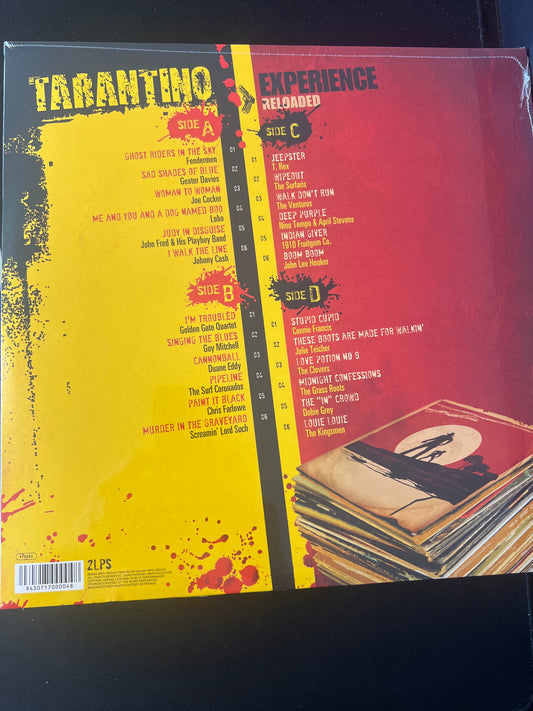 TARANTINO
EXPERIENCE
RELOADED
SIDE A
GHOST RIDERS IN THE SKY 01
Fendermen
SAD SHADES OF BLUE 02
Geater Davies
WOMAN TO WOMAN 03
Joe Cocker
ME AND YOU AND A DOG NAMED BOO 04
Lobo
JUDY IN DISGUISE 05
John Fred & His Playboy Band
I WALK THE LINE 06
Johnny Cash
SIDE B
I'M TROUBLED 01
Golden Gate Quartet
SINGING THE BLUES 02
Guy Mitchell
CANNONBALL 03
Duane Eddy
PIPELINE 04
The Surf Coronados
PAINT IT BLACK 05
Chris Farlowe
MURDER IN THE GRAVEYARD 06
Screamin' Lord Such
SIDE C
01 JEEPSTER
T. Rex
02 WIPEOUT
The Surfaris
03 WALK DON'T RUN
The Ventures
04 DEEP PURPLE
Nino Tempo & April Stevens
05 INDIAN GIVER
1910 Fruitgum Co.
06 BOOM BOOM
John Lee Hooker
SIDE D
01 STUPID CUPID
Connie Francis
02 THESE BOOTS ARE MADE FOR WALKIN'
Julie Teicher
03 LOVE POTION NO 9
The Clovers
04 MIDNIGHT CONFESSIONS
The Grass Roots
05 THE "IN" CROWD
Dobie Grey
06 LOUIE LOUIE
The Kingsmen
2LPS
8430717000048